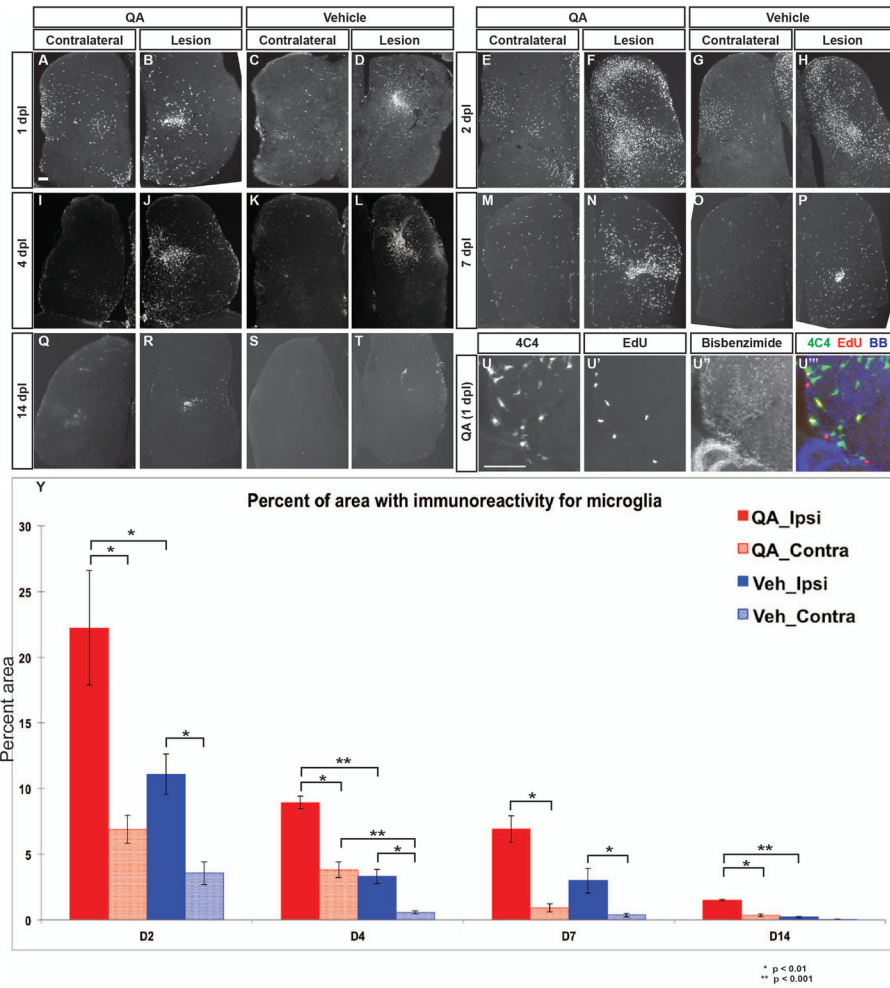 QA Vehicle QA Vehicle
Contralateral Lesion Contralateral Lesion Contralateral Lesion Contralateral Lesion
1 dpl A B C D 2 dpl E F G H
4 dpl I J K L 7 dpl M N O P
4C4 EdU Bisbenzimide 4C4 EdU BB
14 dpl Q R S T QA (1 dpl) U U' U" U'"
Y
Percent of area with immunoreactivity for microglia
QA_Ipsi
QA_Contra
Veh_Ipsi
Veh_Contra
Percent area
30
25
20
15
10
5
0
* *
*
** * ** *
* *
** *
D2 D4 D7 D14
* p < 0.01
** p < 0.001